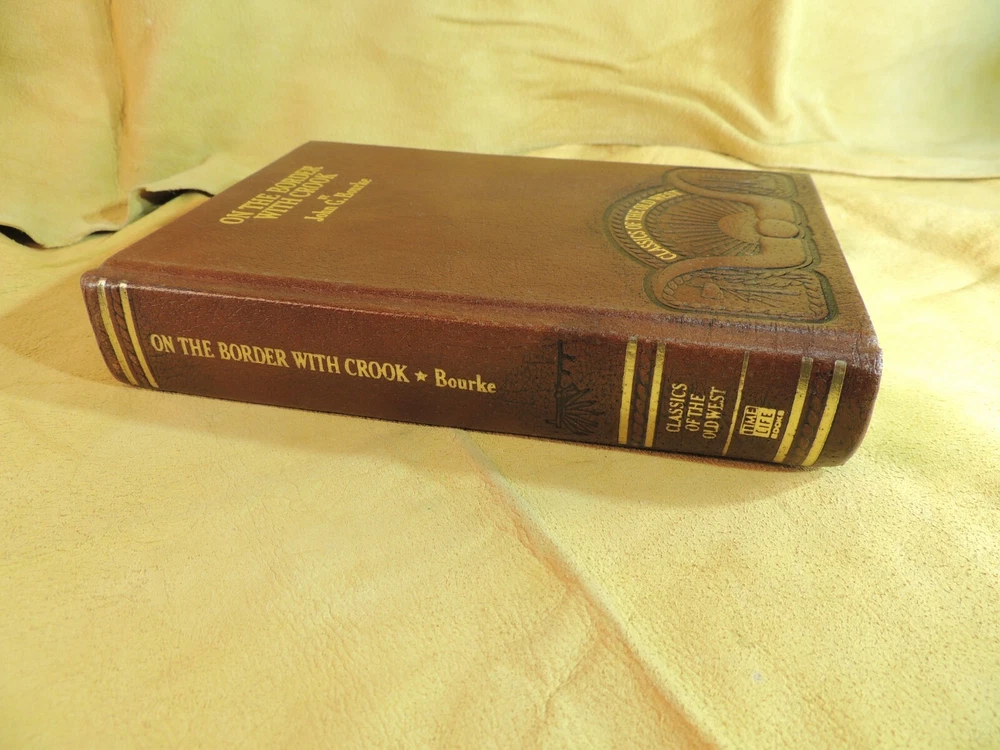 ON THE BORDER
WITH CROOK
by
John G. Bourke
CLASSICS OF THE OLD WEST
ON THE BORDER WITH CROOK ★ Bourke
CLASSICS
OF THE
OLD WEST
TIME
LIFE
BOOKS